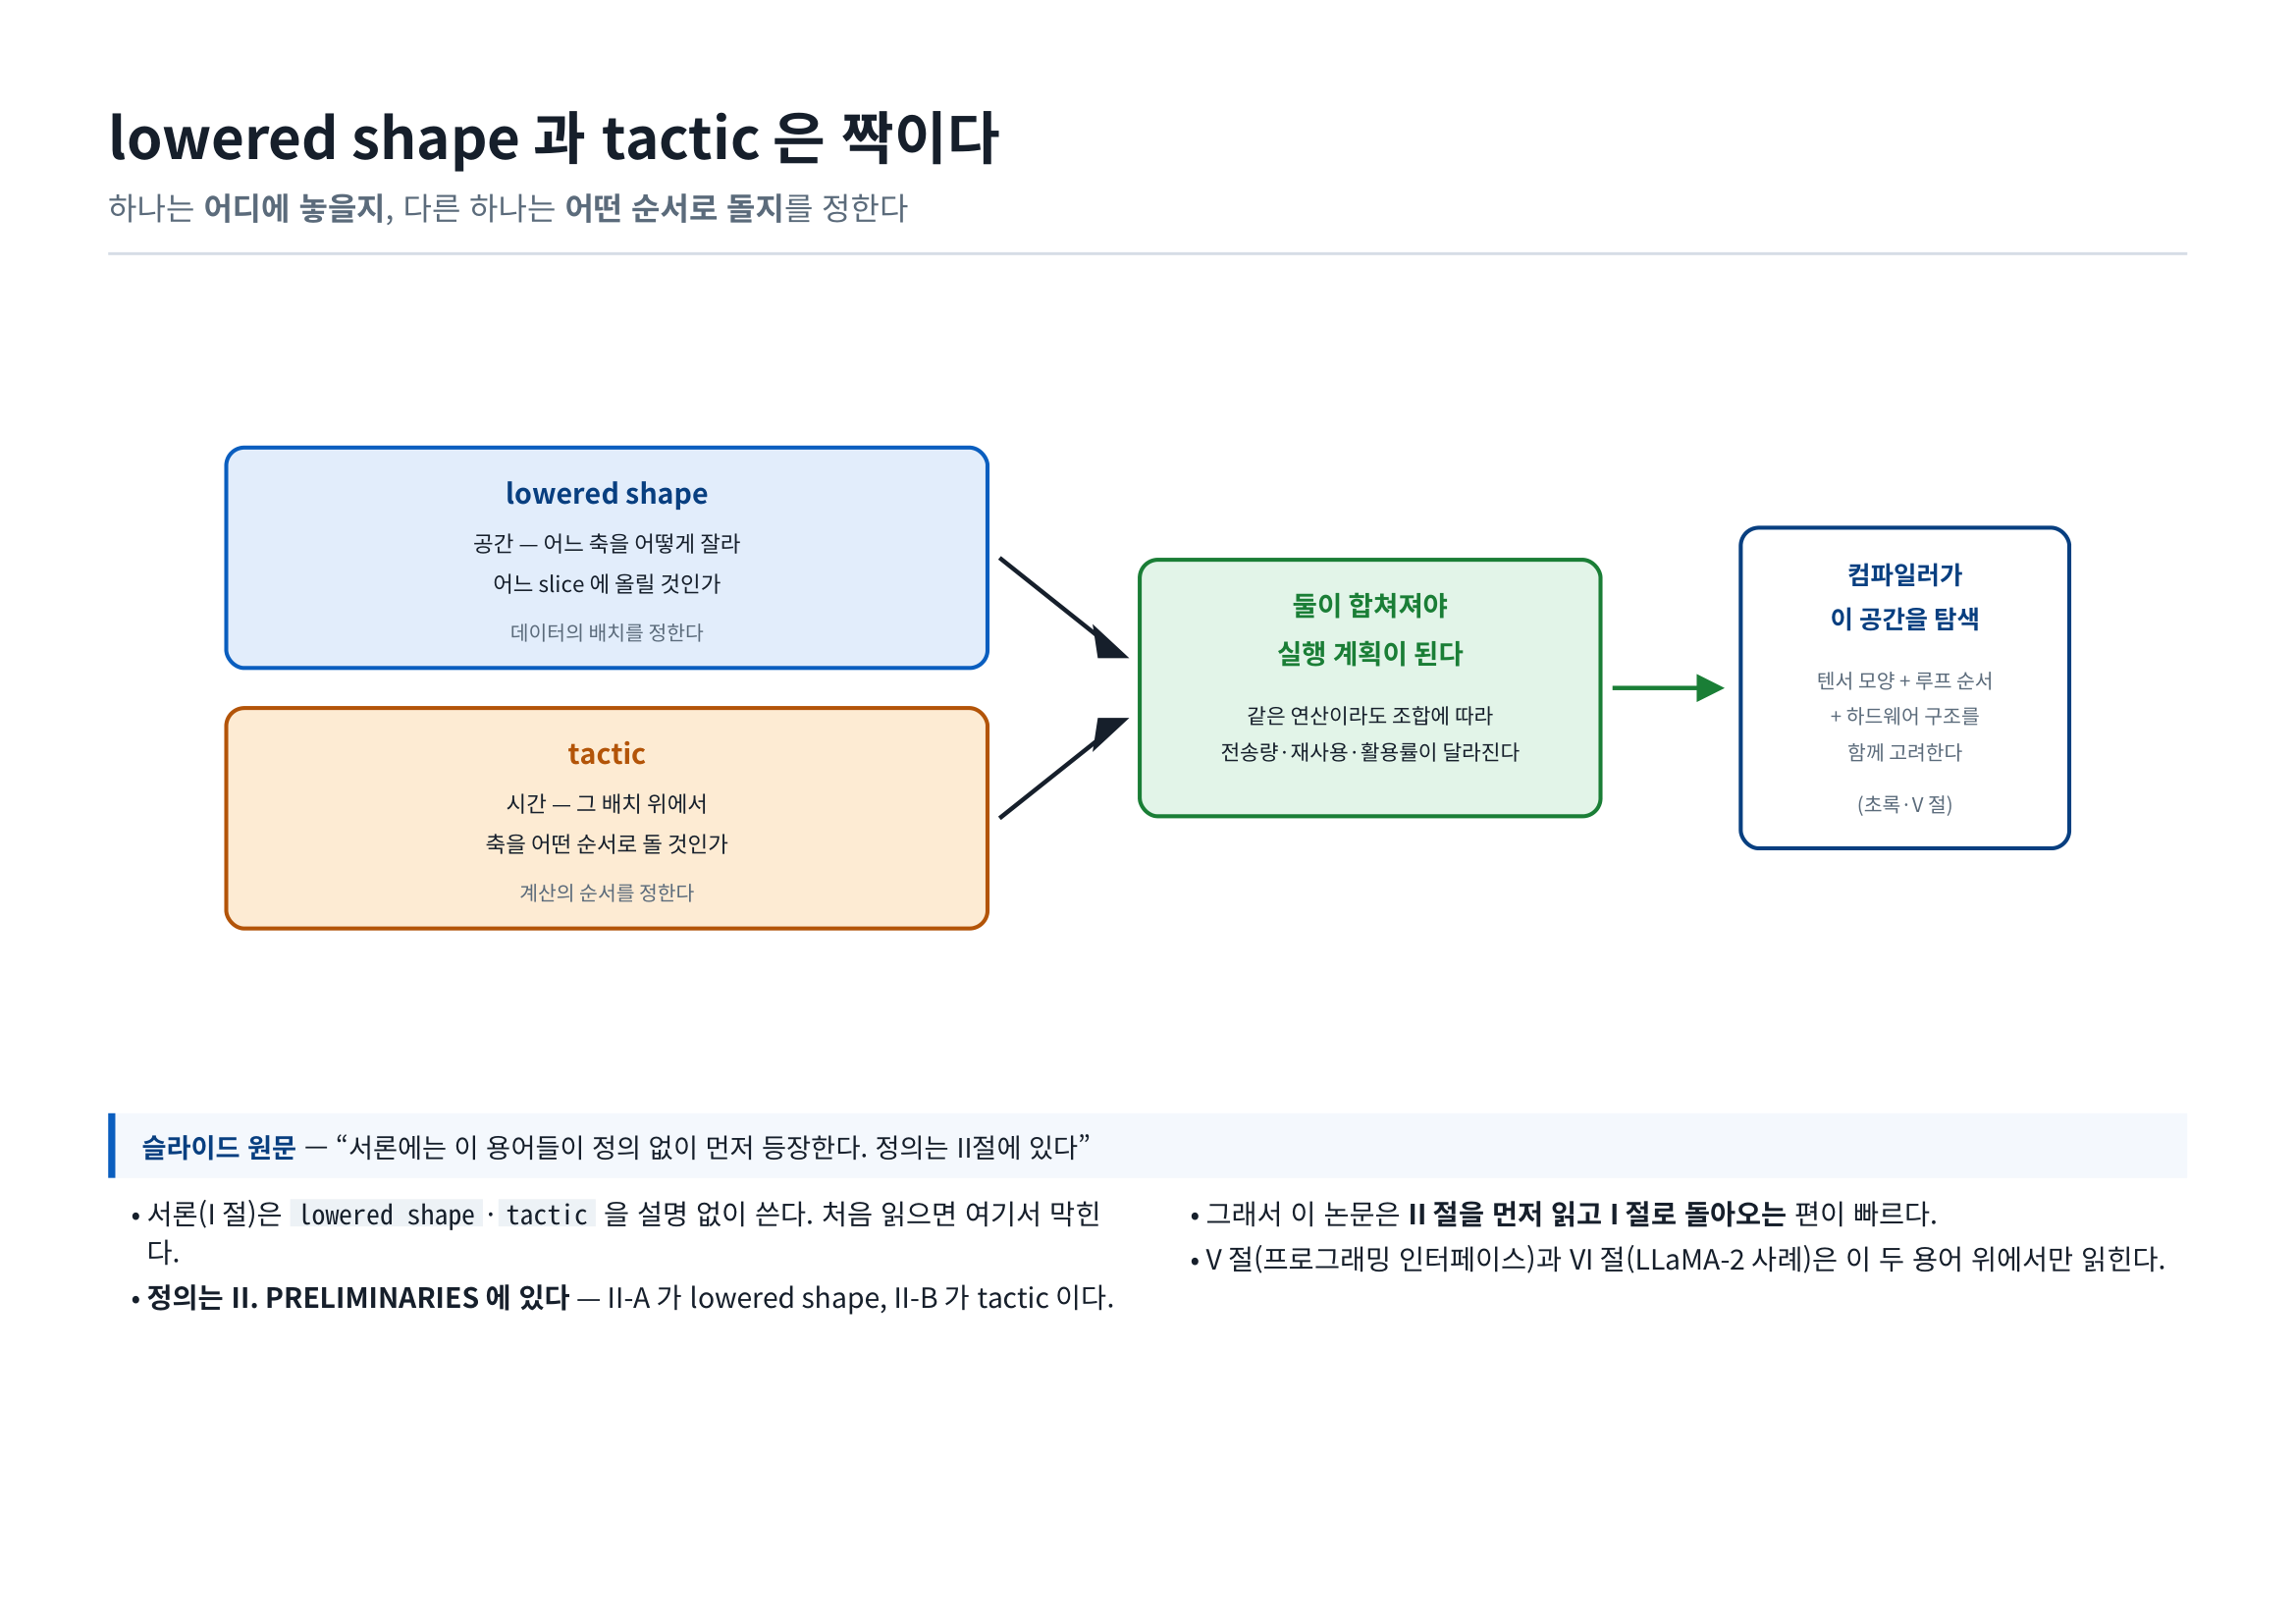 lowered shape 과 tactic 은 짝이다
하나는 어디에 놓을지, 다른 하나는 어떤 순서로 돌지를 정한다
lowered shape
공간 — 어느 축을 어떻게 잘라
어느 slice 에 올릴 것인가
데이터의 배치를 정한다
tactic
시간 — 그 배치 위에서
축을 어떤 순서로 돌 것인가
계산의 순서를 정한다
둘이 합쳐져야
실행 계획이 된다
같은 연산이라도 조합에 따라
전송량·재사용·활용률이 달라진다
컴파일러가
이 공간을 탐색
텐서 모양 + 루프 순서
+ 하드웨어 구조를
함께 고려한다
(초록·V 절)
슬라이드 원문 — “서론에는 이 용어들이 정의 없이 먼저 등장한다. 정의는 II절에 있다”
• 서론(I 절)은 lowered shape · tactic 을 설명 없이 쓴다. 처음 읽으면 여기서 막힌
다.
• 정의는 II. PRELIMINARIES 에 있다 — II-A 가 lowered shape, II-B 가 tactic 이다.
• 그래서 이 논문은 II 절을 먼저 읽고 I 절로 돌아오는 편이 빠르다.
• V 절(프로그래밍 인터페이스)과 VI 절(LLaMA-2 사례)은 이 두 용어 위에서만 읽힌다.